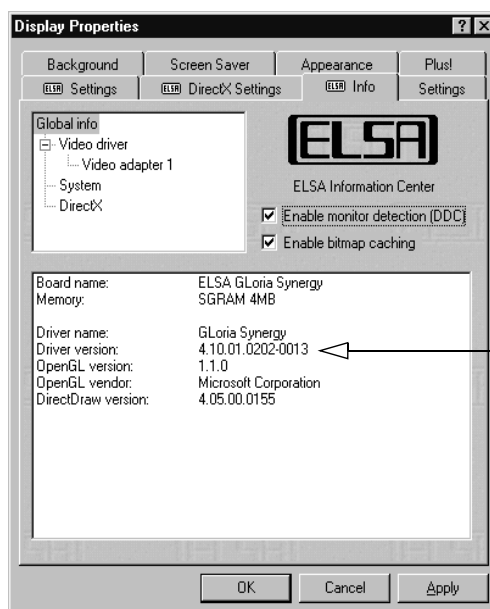 Display Properties
Background Screen Saver Appearance Plus!
ELSA Settings ELSA DirectX Settings ELSA Info Settings
Global info
Video driver
Video adapter 1
System
DirectX
ELSA
ELSA Information Center
Enable monitor detection (DDC)
Enable bitmap caching
Board name: ELSA GLoria Synergy
Memory: SGRAM 4MB
Driver name: GLoria Synergy
Driver version: 4.10.01.0202-0013
OpenGL version: 1.1.0
OpenGL vendor: Microsoft Corporation
DirectDraw version: 4.05.00.0155
OK Cancel Apply